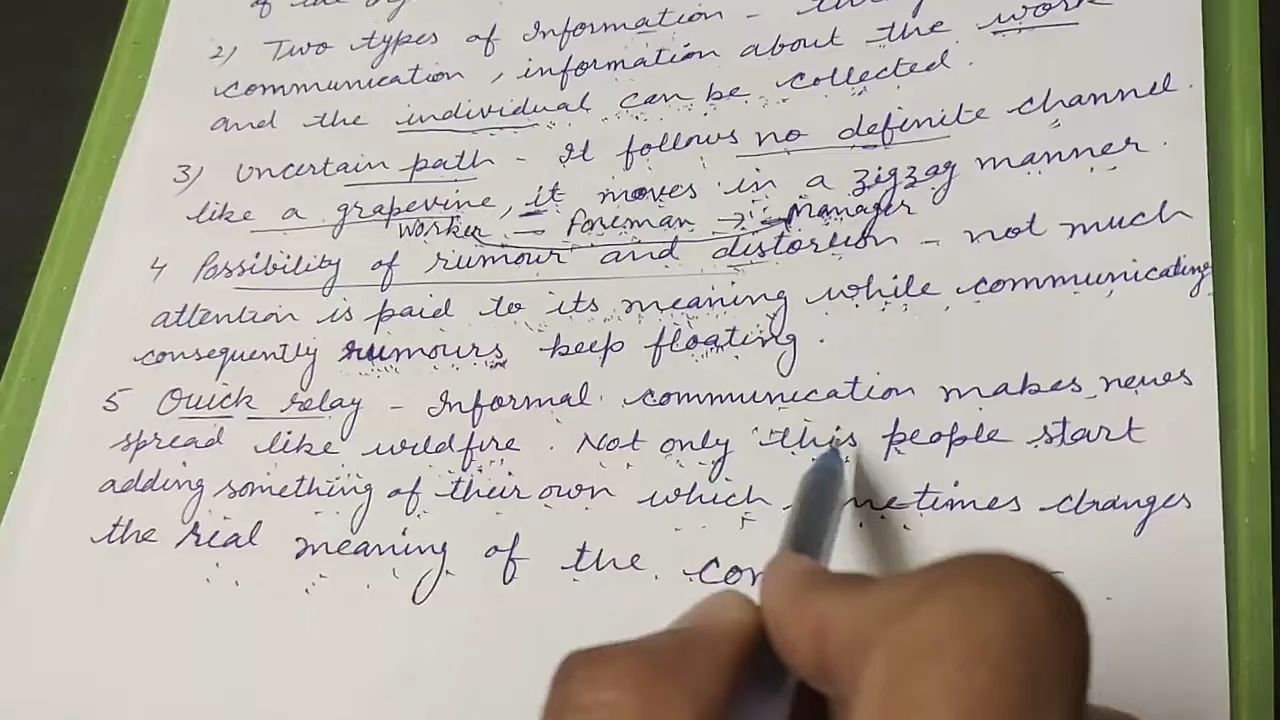 of the
2) Two types of Information -
communication, information about the work
and the individual can be collected.
3) Uncertain path - It follows no definite channel.
like a grapevine, it moves in a zigzag manner.
Worker - Foreman → Manager
4 Possibility of rumour and distortion - not much
attention is paid to its meaning while communicating
consequently rumours keep floating.
5 Quick relay - Informal communication makes news
spread like wildfire. Not only this people start
adding something of their own which changes
the real meaning of the